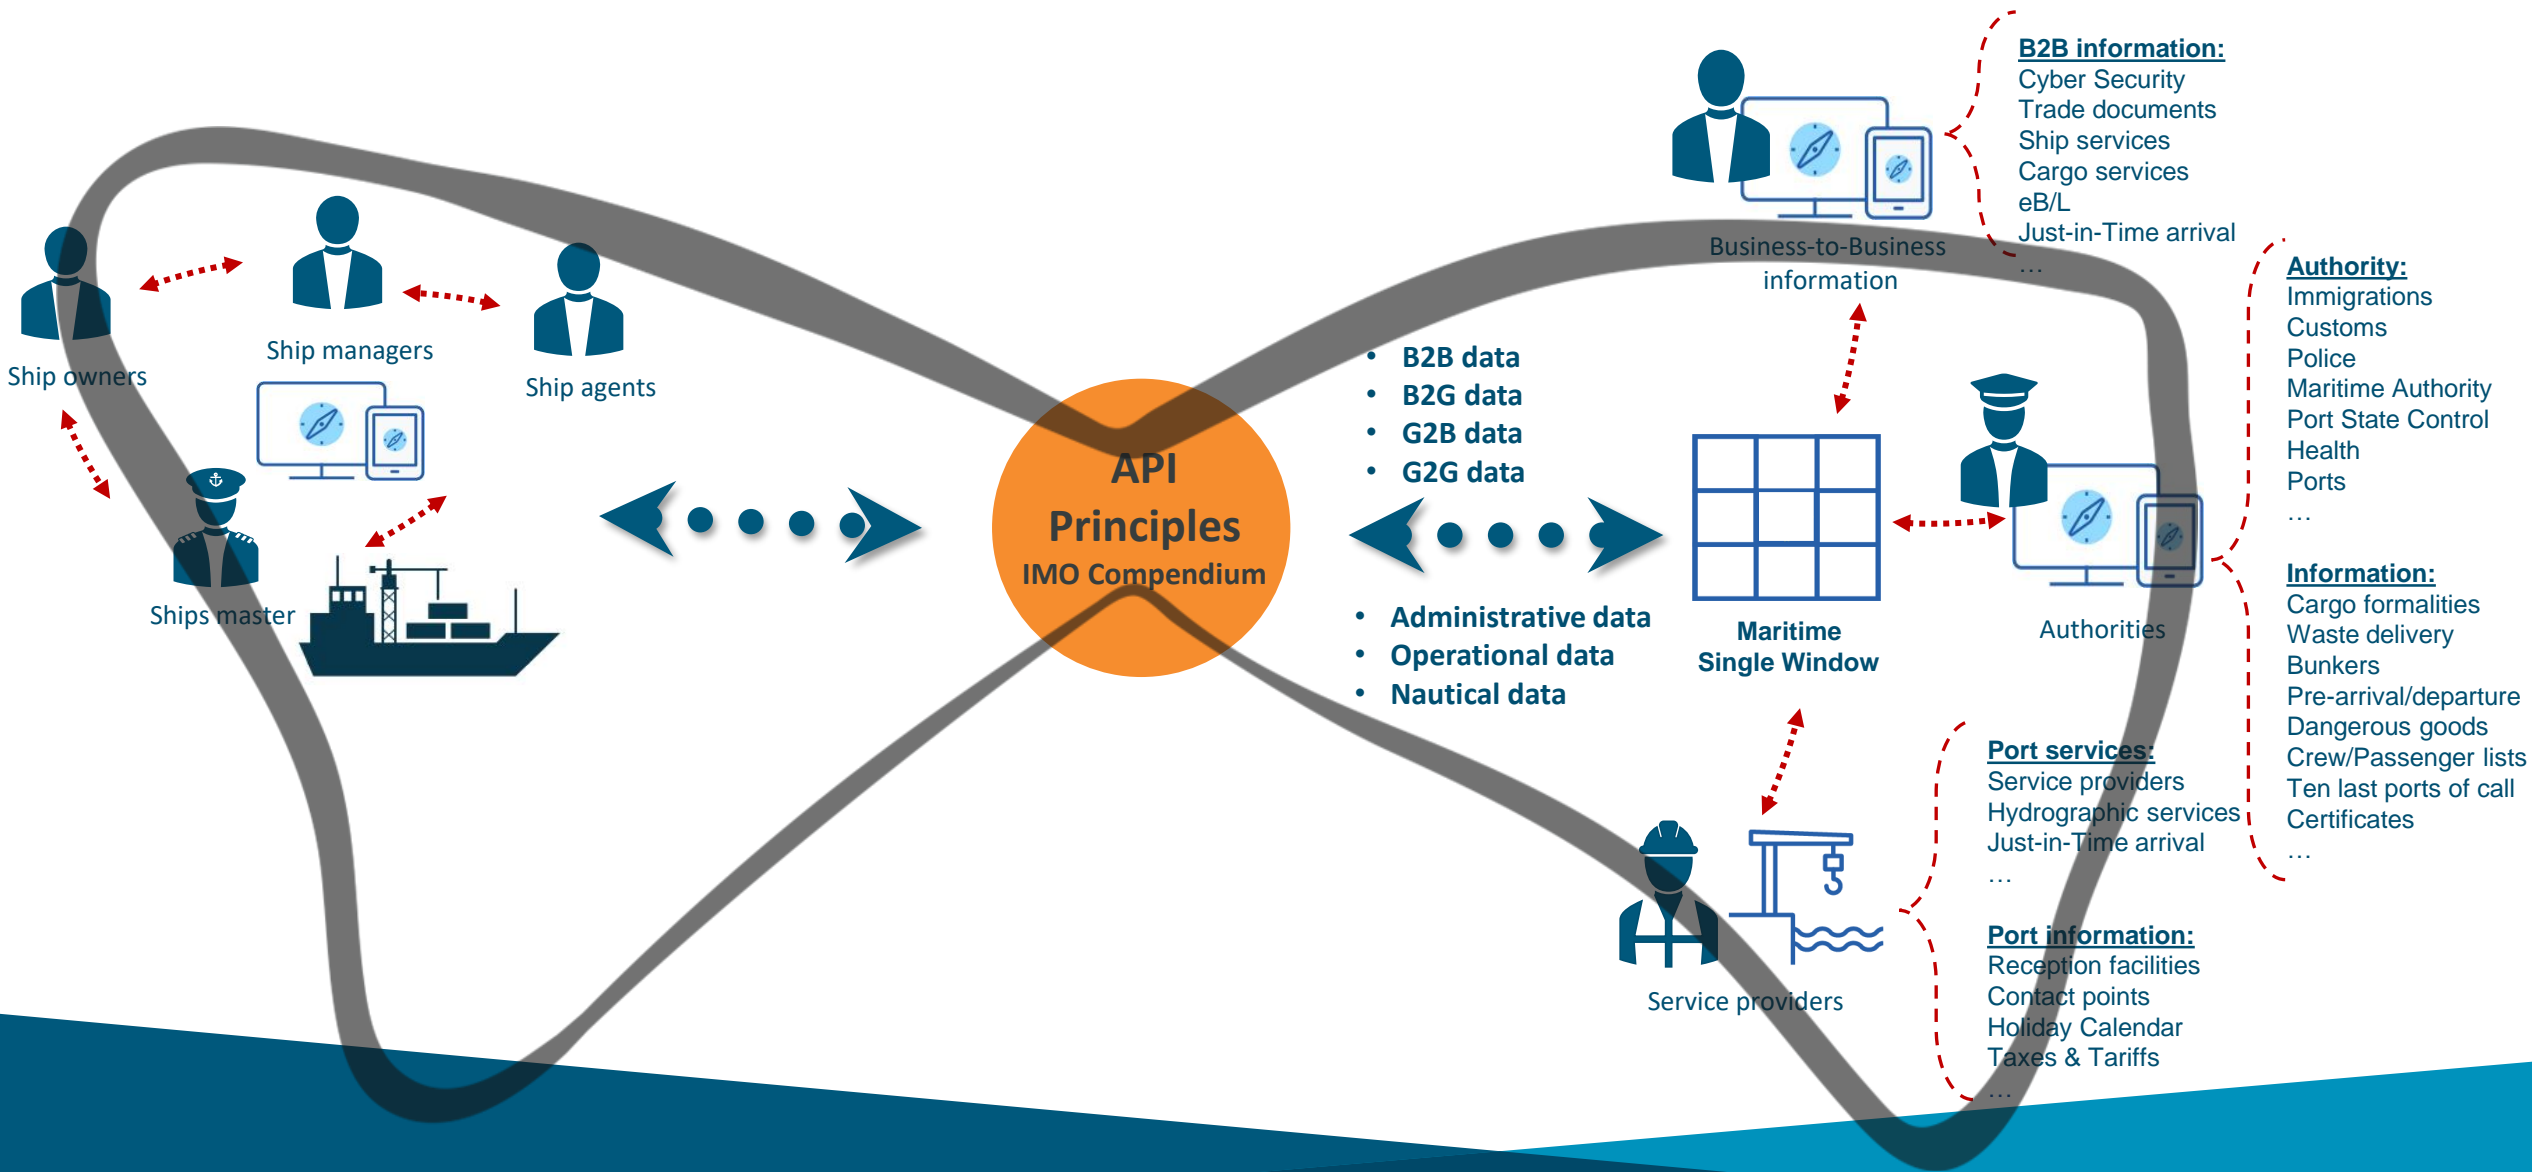 Ship owners
Ship managers
Ship agents
Ships master
API
Principles
IMO Compendium
• B2B data
• B2G data
• G2B data
• G2G data
• Administrative data
• Operational data
• Nautical data
Business-to-Business
information
Maritime
Single Window
Authorities
Service providers
B2B information:
Cyber Security
Trade documents
Ship services
Cargo services
eB/L
Just-in-Time arrival
…
Authority:
Immigrations
Customs
Police
Maritime Authority
Port State Control
Health
Ports
…
Information:
Cargo formalities
Waste delivery
Bunkers
Pre-arrival/departure
Dangerous goods
Crew/Passenger lists
Ten last ports of call
Certificates
…
Port services:
Service providers
Hydrographic services
Just-in-Time arrival
…
Port information:
Reception facilities
Contact points
Holiday Calendar
Taxes & Tariffs
…